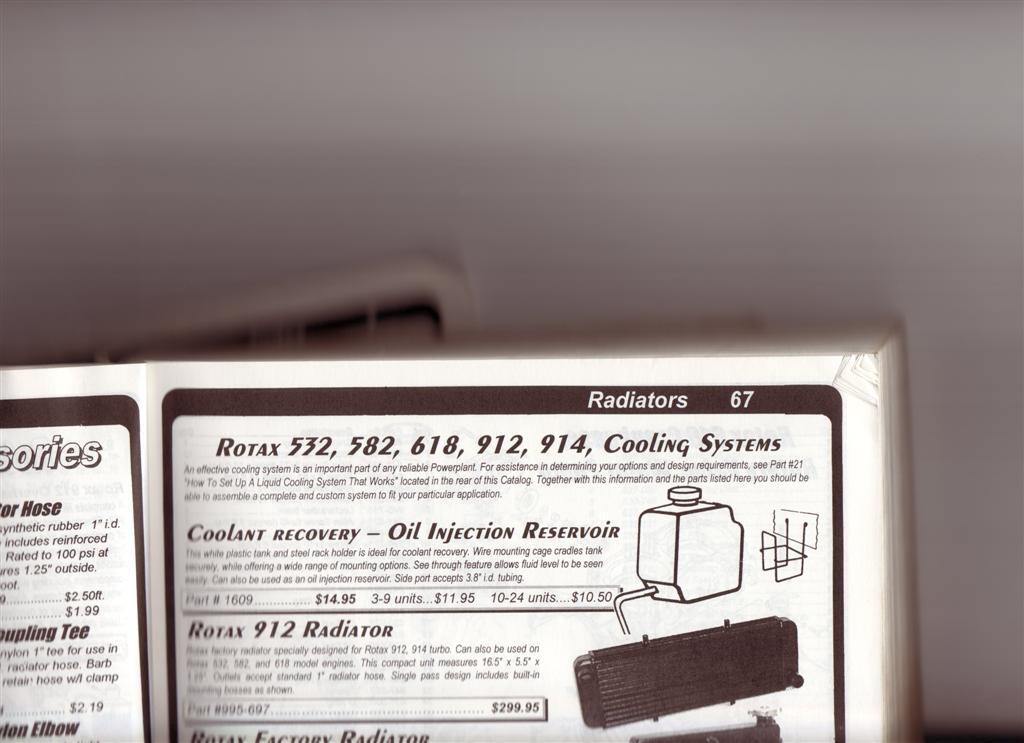 sories
or Hose
synthetic rubber 1" i.d.
includes reinforced
Rated to 100 psi at
res 1.25" outside.
oot.
9............... $2.50ft.
................ $1.99
oupling Tee
nylon 1" tee for use in
radiator hose. Barb
retain hose w/l clamp
4................ $2.19
ylon Elbow
Radiators 67
Rotax 532, 582, 618, 912, 914, Cooling Systems
An effective cooling system is an important part of any reliable Powerplant. For assistance in determining your options and design requirements, see Part #21
"How To Set Up A Liquid Cooling System That Works" located in the rear of this Catalog. Together with this information and the parts listed here you should be
able to assemble a complete and custom system to fit your particular application.
Coolant recovery – Oil Injection Reservoir
This white plastic tank and steel rack holder is ideal for coolant recovery. Wire mounting cage cradles tank
securely, while offering a wide range of mounting options. See through feature allows fluid level to be seen
easily. Can also be used as an oil injection reservoir. Side port accepts 3.8" i.d. tubing.
Part # 1609............... $14.95 3-9 units...$11.95 10-24 units....$10.50
Rotax 912 Radiator
Rotax factory radiator specially designed for Rotax 912, 914 turbo. Can also be used on
Rotax 532, 582, and 618 model engines. This compact unit measures 16.5" x 5.5" x
1.25" Outlets accept standard 1" radiator hose. Single pass design includes built-in
mounting bosses as shown.
Part #995-697....................................................... $299.95
Rotax Factory Radiator